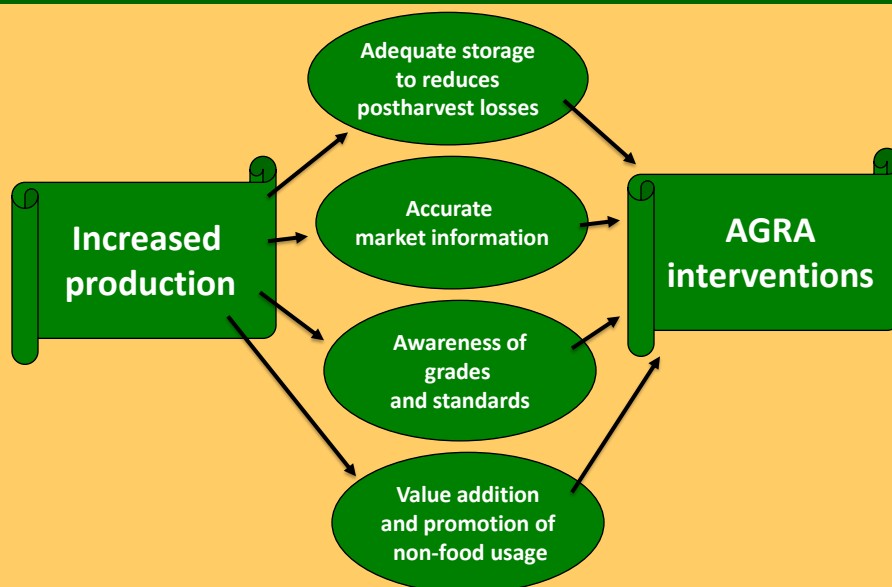 Adequate storage
to reduces
postharvest losses
Increased
production
Accurate
market information
AGRA
interventions
Awareness of
grades
and standards
Value addition
and promotion of
non-food usage